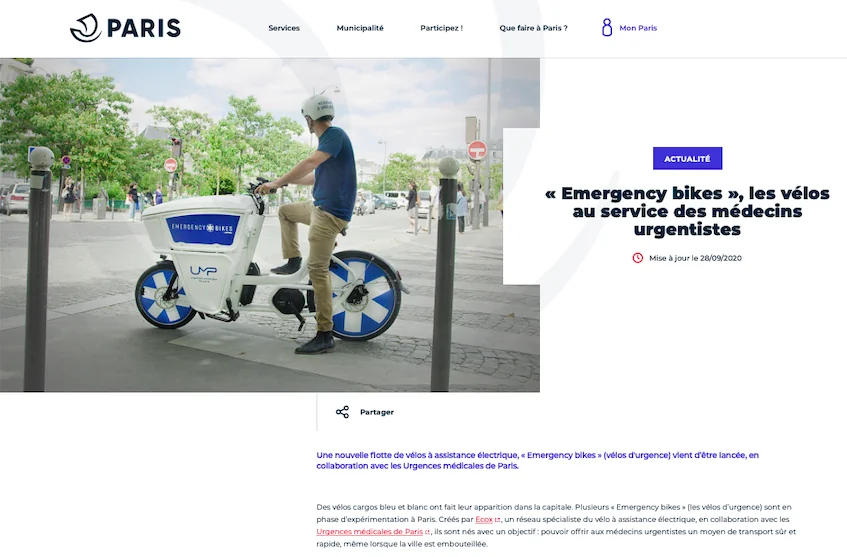 PARIS
Services
Municipalité
Participez !
Que faire à Paris ?
Mon Paris
EMERGENCY BIKES
UMP
ACTUALITÉ
« Emergency bikes », les vélos
au service des médecins
urgentistes
Mise à jour le 28/09/2020
Partager
Une nouvelle flotte de vélos à assistance électrique, « Emergency bikes » (vélos d'urgence) vient d'être lancée, en
collaboration avec les Urgences médicales de Paris.
Des vélos cargos bleu et blanc ont fait leur apparition dans la capitale. Plusieurs « Emergency bikes » (les vélos d'urgence) sont en
phase d'expérimentation à Paris. Créés par Ecox, un réseau spécialiste du vélo à assistance électrique, en collaboration avec les
Urgences médicales de Paris, ils sont nés avec un objectif : pouvoir offrir aux médecins urgentistes un moyen de transport sûr et
rapide, même lorsque la ville est embouteillée.